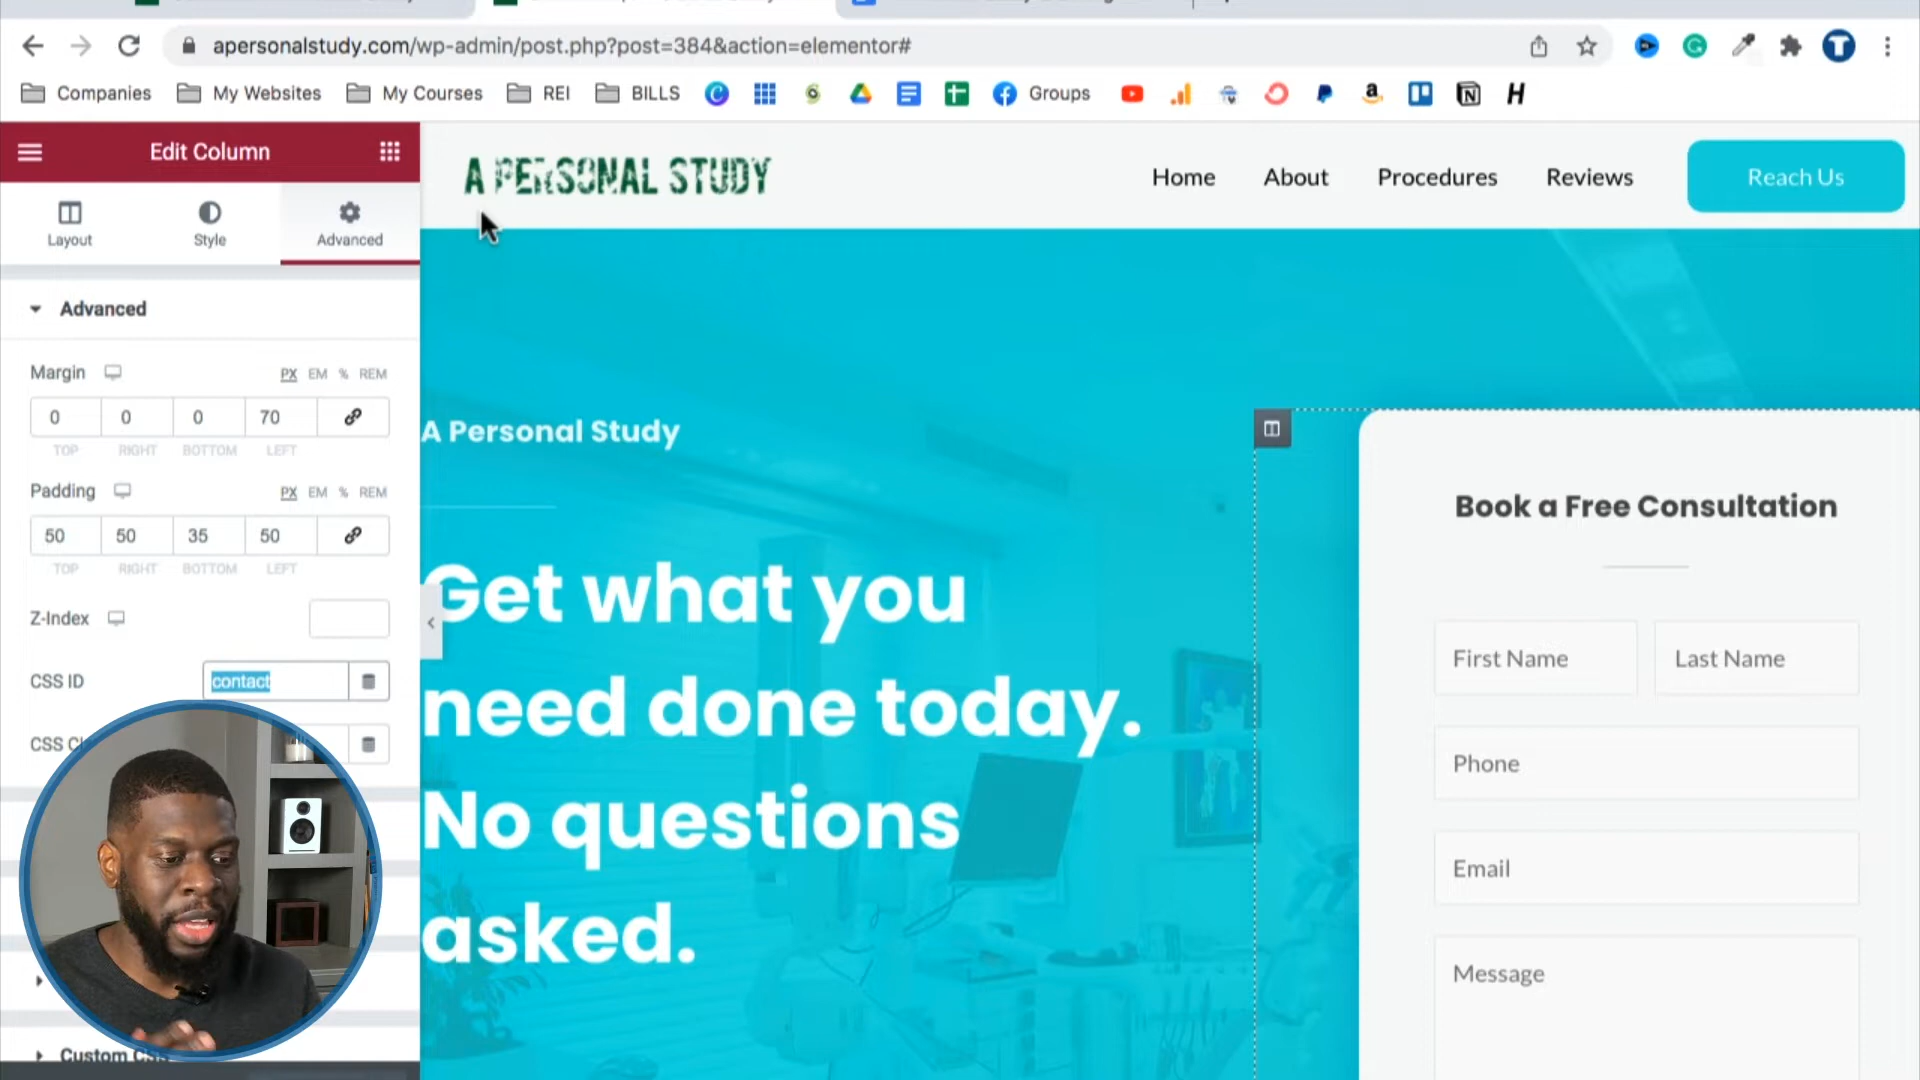 apersonalstudy.com/wp-admin/post.php?post=384&action=elementor#
Companies My Websites My Courses REI BILLS Groups
Edit Column
Layout Style Advanced
Advanced
Margin PX EM % REM
0 0 0 70
TOP RIGHT BOTTOM LEFT
Padding PX EM % REM
50 50 35 50
TOP RIGHT BOTTOM LEFT
Z-Index
CSS ID contact
CSS
Custom
A PERSONAL STUDY
Home About Procedures Reviews Reach Us
A Personal Study
Get what you
need done today.
No questions
asked.
Book a Free Consultation
First Name Last Name
Phone
Email
Message